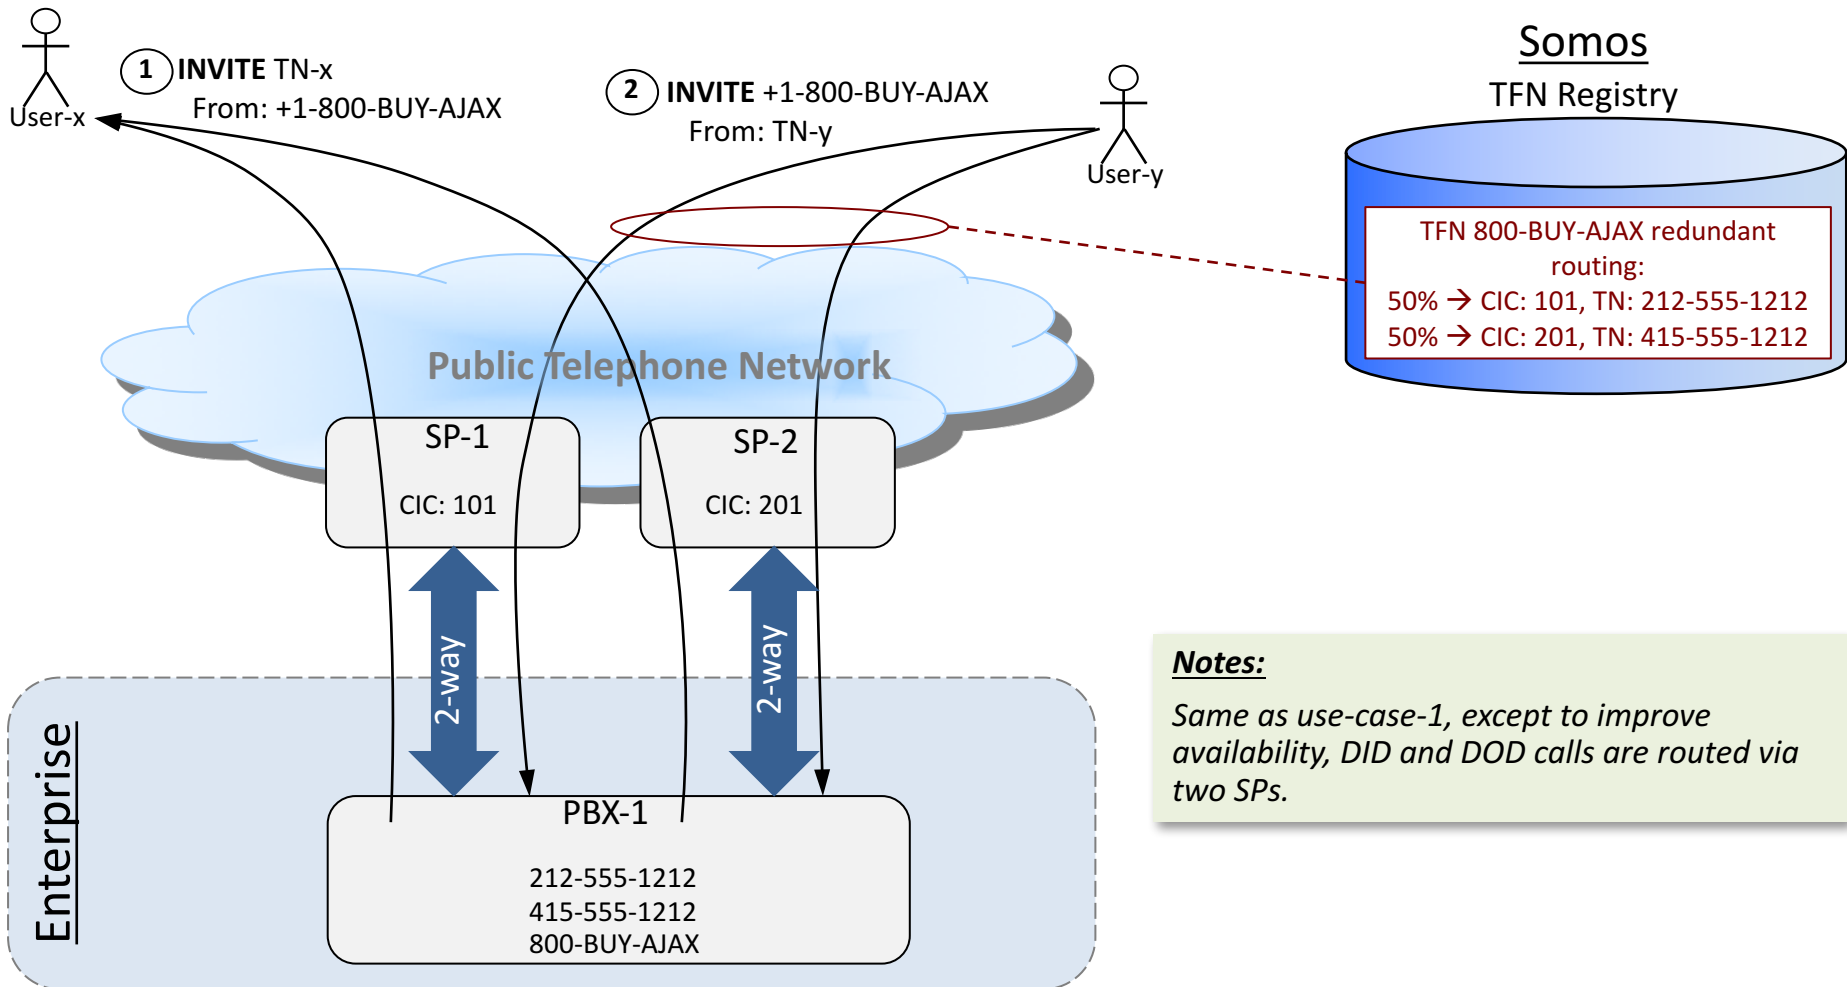 1 INVITE TN-x
From: +1-800-BUY-AJAX
User-x
2 INVITE +1-800-BUY-AJAX
From: TN-y
User-y
Somos
TFN Registry
TFN 800-BUY-AJAX redundant
routing:
50% → CIC: 101, TN: 212-555-1212
50% → CIC: 201, TN: 415-555-1212
Public Telephone Network
SP-1
CIC: 101
SP-2
CIC: 201
2-way
2-way
Enterprise
PBX-1
212-555-1212
415-555-1212
800-BUY-AJAX
Notes:
Same as use-case-1, except to improve
availability, DID and DOD calls are routed via
two SPs.